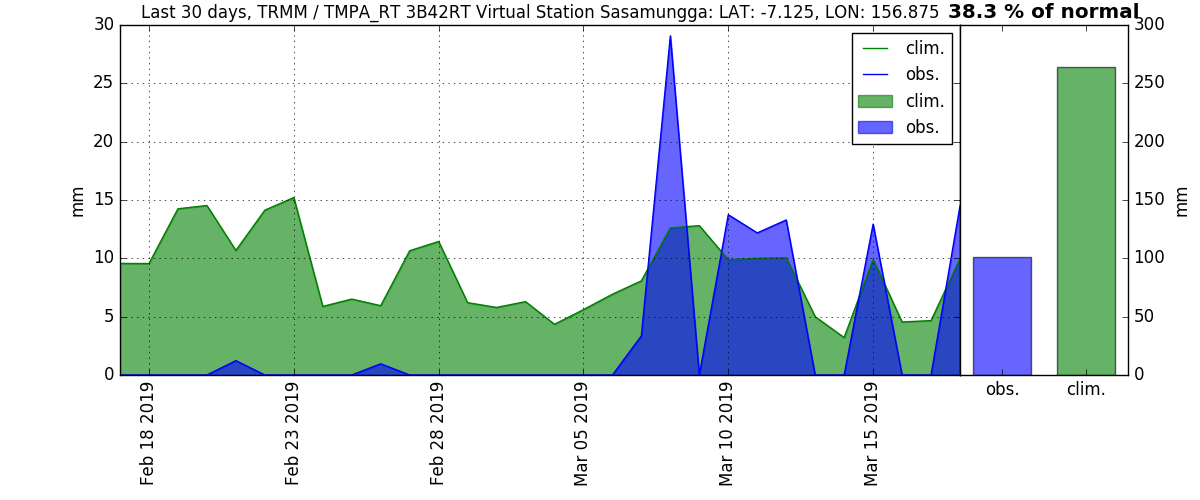 Last 30 days, TRMM / TMPA_RT 3B42RT Virtual Station Sasamungga: LAT: -7.125, LON: 156.875 38.3 % of normal
30
25
20
15
10
5
0
mm
clim.
obs.
clim.
obs.
300
250
200
150
100
50
0
mm
obs. clim.
Feb 18 2019
Feb 23 2019
Feb 28 2019
Mar 05 2019
Mar 10 2019
Mar 15 2019